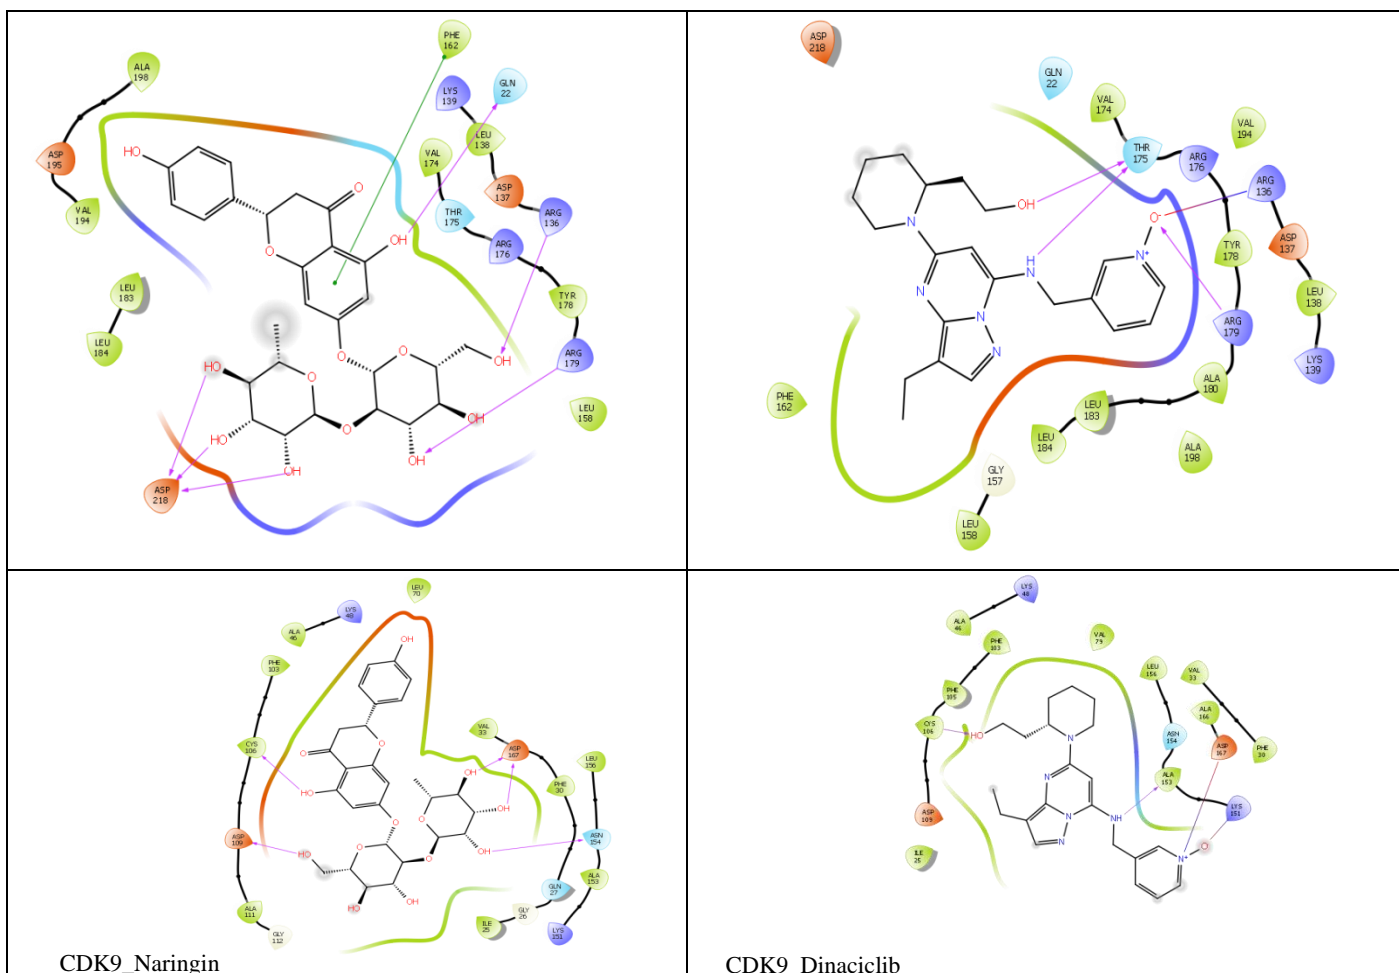 PHE
162
ALA
198
LYS
139
GLN
22
LEU
138
VAL
174
ASP
195
ASP
137
VAL
194
THR
175
ARG
136
ARG
176
HO
O
OH
O
TYR
178
LEU
183
LEU
184
ARG
179
O
O
OH
HO
O
LEU
158
HO
O
OH
OH
OH
ASP
218
ASP
218
GLN
22
VAL
174
VAL
194
THR
175
ARG
176
ARG
136
OH
O-
N
ASP
137
TYR
178
NH
N+
LEU
138
N
N
N
ARG
179
LYS
139
PHE
162
ALA
180
LEU
183
LEU
184
ALA
198
GLY
157
LEU
158
LEU
70
LYS
48
ALA
46
OH
PHE
103
VAL
33
CYS
106
O
O
ASP
167
LEU
156
OH
PHE
30
HO
OH
O
O
OH
ASN
154
ASP
109
HO
O
O
ALA
153
GLN
27
HO
OH
ALA
111
GLY
26
ILE
25
GLY
112
LYS
151
CDK9_Naringin
LYS
48
ALA
46
VAL
79
PHE
103
LEU
156
VAL
33
PHE
105
ALA
166
CYS
106
HO
N
ASN
154
ASP
167
PHE
30
N
ALA
153
ASP
109
N
NH
LYS
151
N
O
ILE
25
N+
CDK9_Dinaciclib